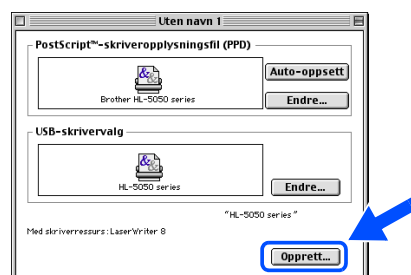 Uten navn 1
PostScript™-skriveropplysningsfil (PPD)
Auto-oppsett
Brother HL-5050 series
Endre...
USB-skrivervalg
HL-5050 series
Endre...
"HL-5050 series"
Med skriverressurs: LaserWriter 8
Opprett...